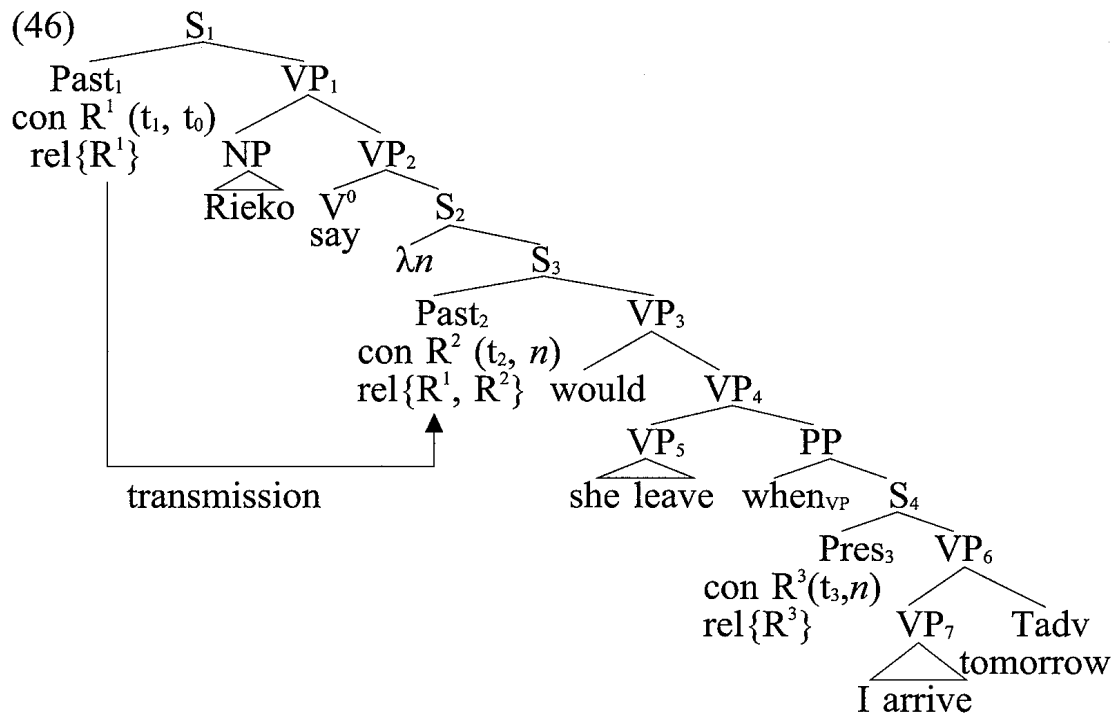 (46) S₁
Past₁ VP₁
con R¹ (t₁, t₀)
rel{R¹} NP VP₂
Rieko V⁰ S₂
say
λn S₃
Past₂ VP₃
con R² (t₂, n)
rel{R¹, R²} would VP₄
VP₅ PP
transmission she leave when_VP S₄
Pres₃ VP₆
con R³(t₃,n)
rel{R³} VP₇ Tadv
tomorrow
I arrive